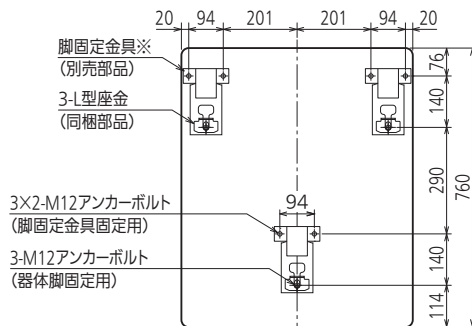 20 94 201 201 94 20
脚固定金具※
(別売部品)
3-L型座金
(同梱部品)
76
140
290
760
3×2-M12アンカーボルト
(脚固定金具固定用)
94
3-M12アンカーボルト
(器体脚固定用)
140
114